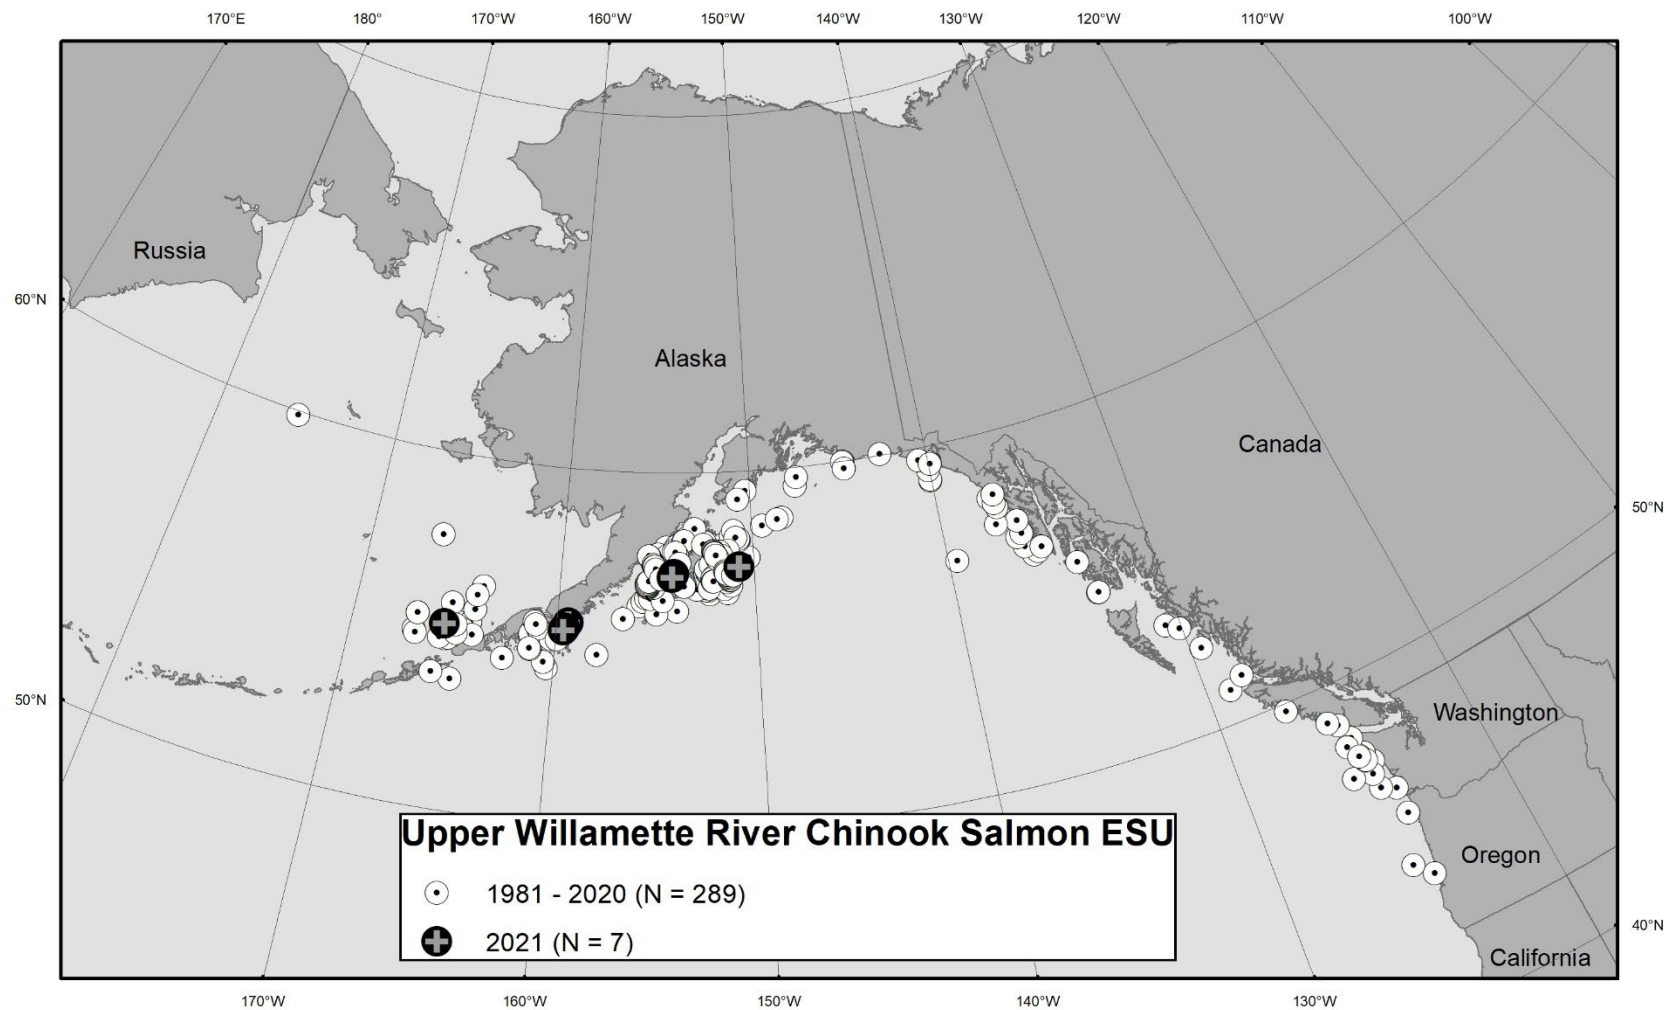 170°E 180° 170°W 160°W 150°W 140°W 130°W 120°W 110°W 100°W
Russia
60°N
Alaska
Canada
50°N
50°N
Washington
Upper Willamette River Chinook Salmon ESU
Oregon
1981 - 2020 (N = 289)
40°N
2021 (N = 7)
California
170°W 160°W 150°W 140°W 130°W